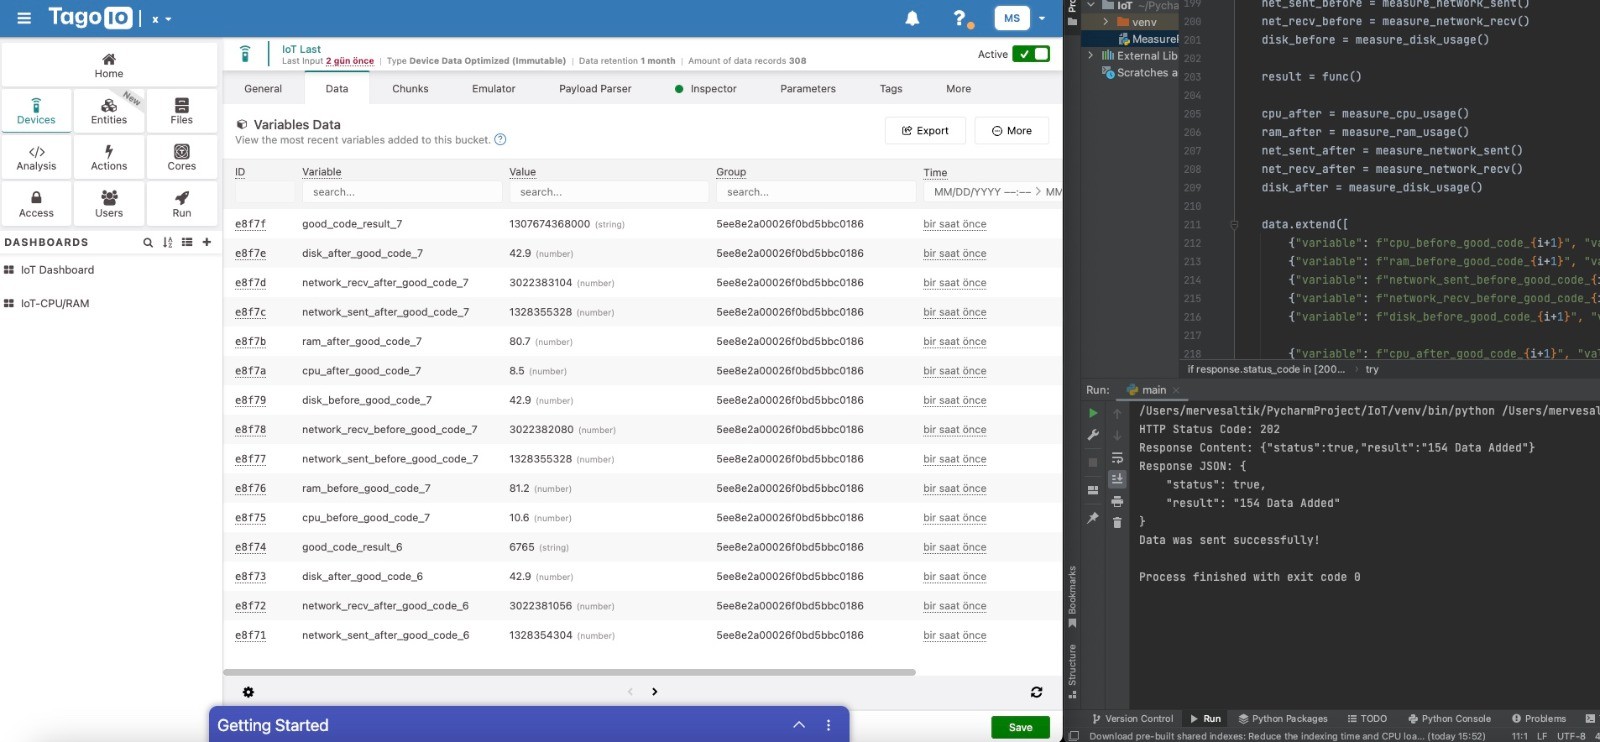 TagoIO x
MS
IoT Last
Last Input 2 gün önce | Type Device Data Optimized (Immutable) | Data retention 1 month | Amount of data records 308
Active
Home
Devices
Entities
New
Files
Analysis
Actions
Cores
Access
Users
Run
DASHBOARDS
IoT Dashboard
IoT-CPU/RAM
General Data Chunks Emulator Payload Parser Inspector Parameters Tags More
Variables Data
View the most recent variables added to this bucket.
Export
More
ID Variable Value Group Time
search... search... search... MM/DD/YYYY --:-- > MM
e8f7f good_code_result_7 1307674368000 (string) 5ee8e2a00026f0bd5bbc0186 bir saat önce
e8f7e disk_after_good_code_7 42.9 (number) 5ee8e2a00026f0bd5bbc0186 bir saat önce
e8f7d network_recv_after_good_code_7 3022383104 (number) 5ee8e2a00026f0bd5bbc0186 bir saat önce
e8f7c network_sent_after_good_code_7 1328355328 (number) 5ee8e2a00026f0bd5bbc0186 bir saat önce
e8f7b ram_after_good_code_7 80.7 (number) 5ee8e2a00026f0bd5bbc0186 bir saat önce
e8f7a cpu_after_good_code_7 8.5 (number) 5ee8e2a00026f0bd5bbc0186 bir saat önce
e8f79 disk_before_good_code_7 42.9 (number) 5ee8e2a00026f0bd5bbc0186 bir saat önce
e8f78 network_recv_before_good_code_7 3022382080 (number) 5ee8e2a00026f0bd5bbc0186 bir saat önce
e8f77 network_sent_before_good_code_7 1328355328 (number) 5ee8e2a00026f0bd5bbc0186 bir saat önce
e8f76 ram_before_good_code_7 81.2 (number) 5ee8e2a00026f0bd5bbc0186 bir saat önce
e8f75 cpu_before_good_code_7 10.6 (number) 5ee8e2a00026f0bd5bbc0186 bir saat önce
e8f74 good_code_result_6 6765 (string) 5ee8e2a00026f0bd5bbc0186 bir saat önce
e8f73 disk_after_good_code_6 42.9 (number) 5ee8e2a00026f0bd5bbc0186 bir saat önce
e8f72 network_recv_after_good_code_6 3022381056 (number) 5ee8e2a00026f0bd5bbc0186 bir saat önce
e8f71 network_sent_after_good_code_6 1328354304 (number) 5ee8e2a00026f0bd5bbc0186 bir saat önce
Getting Started
Save
IoT ~/Pycha
venv
MeasureI
External Lib
Scratches a
199 net_sent_before = measure_network_sent()
200 net_recv_before = measure_network_recv()
201 disk_before = measure_disk_usage()
202
203 result = func()
204
205 cpu_after = measure_cpu_usage()
206 ram_after = measure_ram_usage()
207 net_sent_after = measure_network_sent()
208 net_recv_after = measure_network_recv()
209 disk_after = measure_disk_usage()
210
211 data.extend([
212 {"variable": f"cpu_before_good_code_{i+1}", "va
213 {"variable": f"ram_before_good_code_{i+1}", "va
214 {"variable": f"network_sent_before_good_code_{i
215 {"variable": f"network_recv_before_good_code_{i
216 {"variable": f"disk_before_good_code_{i+1}", "v
217
218 {"variable": f"cpu_after_good_code_{i+1}", "val
if response.status_code in [200... > try
Run: main
/Users/mervesaltik/PycharmProject/IoT/venv/bin/python /Users/mervesal
HTTP Status Code: 202
Response Content: {"status":true,"result":"154 Data Added"}
Response JSON: {
"status": true,
"result": "154 Data Added"
}
Data was sent successfully!
Process finished with exit code 0
Bookmarks
Structure
Version Control Run Python Packages TODO Python Console Problems
Download pre-built shared indexes: Reduce the indexing time and CPU loa... (today 15:52) 11:1 LF UTF-8 4